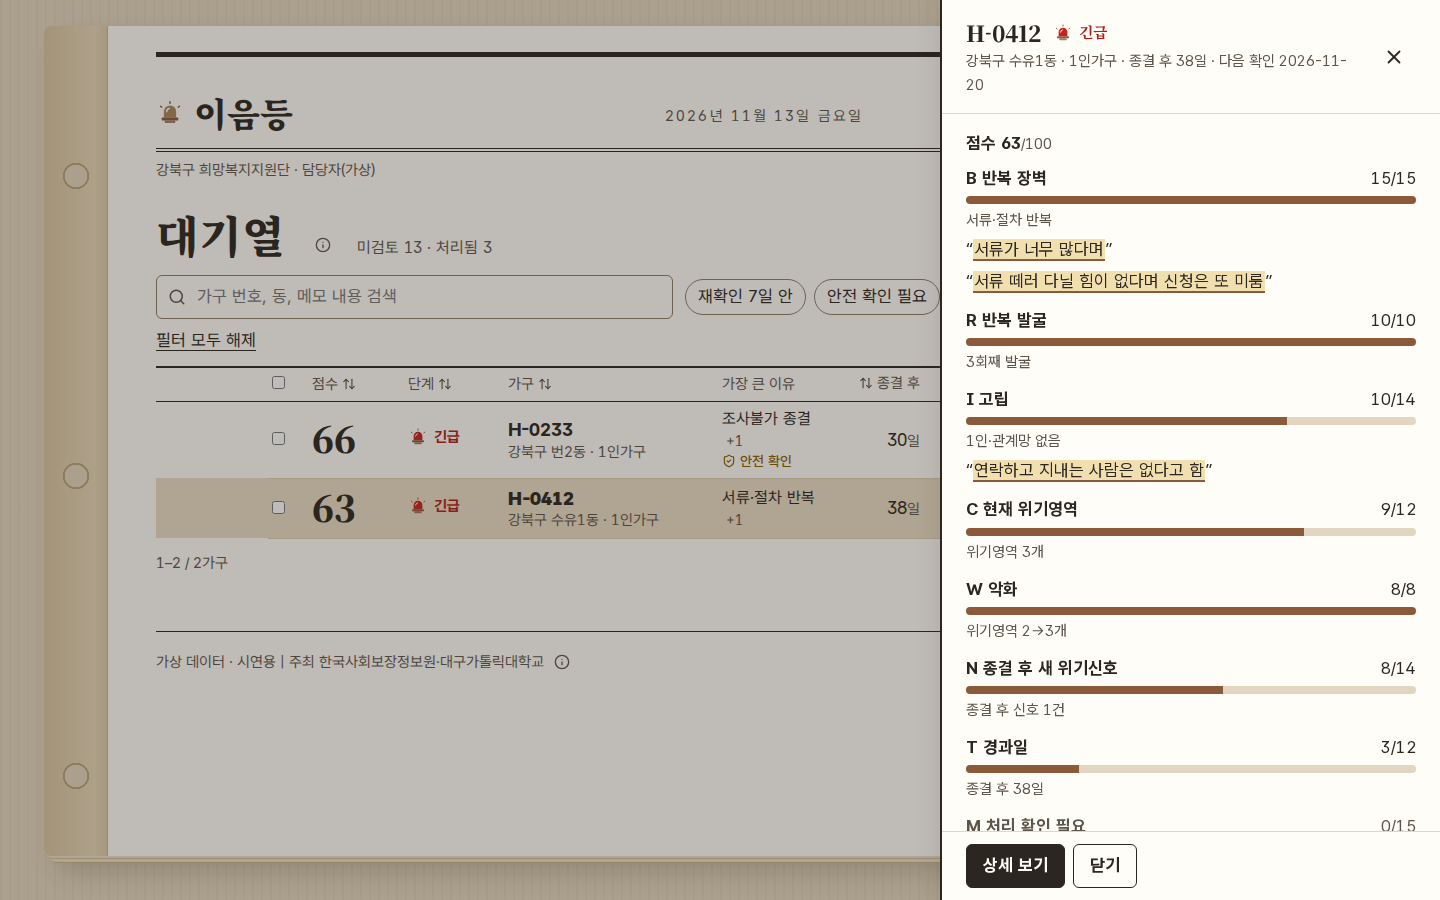 이음등
2026년 11월 13일 금요일
강북구 희망복지지원단 · 담당자(가상)
대기열
미검토 13 · 처리됨 3
가구 번호, 동, 메모 내용 검색
재확인 7일 안
안전 확인 필요
필터 모두 해제
점수 단계 가구 가장 큰 이유 종결 후
66 긴급 H-0233 조사불가 종결 30일
강북구 번2동 · 1인가구 +1
안전 확인
63 긴급 H-0412 서류·절차 반복 38일
강북구 수유1동 · 1인가구 +1
1–2 / 2가구
가상 데이터 · 시연용 | 주최 한국사회보장정보원·대구가톨릭대학교
H-0412 긴급
강북구 수유1동 · 1인가구 · 종결 후 38일 · 다음 확인 2026-11-
20
점수 63/100
B 반복 장벽 15/15
서류·절차 반복
“서류가 너무 많다며”
“서류 떼러 다닐 힘이 없다며 신청은 또 미룸”
R 반복 발굴 10/10
3회째 발굴
I 고립 10/14
1인·관계망 없음
“연락하고 지내는 사람은 없다고 함”
C 현재 위기영역 9/12
위기영역 3개
W 악화 8/8
위기영역 2→3개
N 종결 후 새 위기신호 8/14
종결 후 신호 1건
T 경과일 3/12
종결 후 38일
M 처리 확인 필요 0/15
상세 보기
닫기